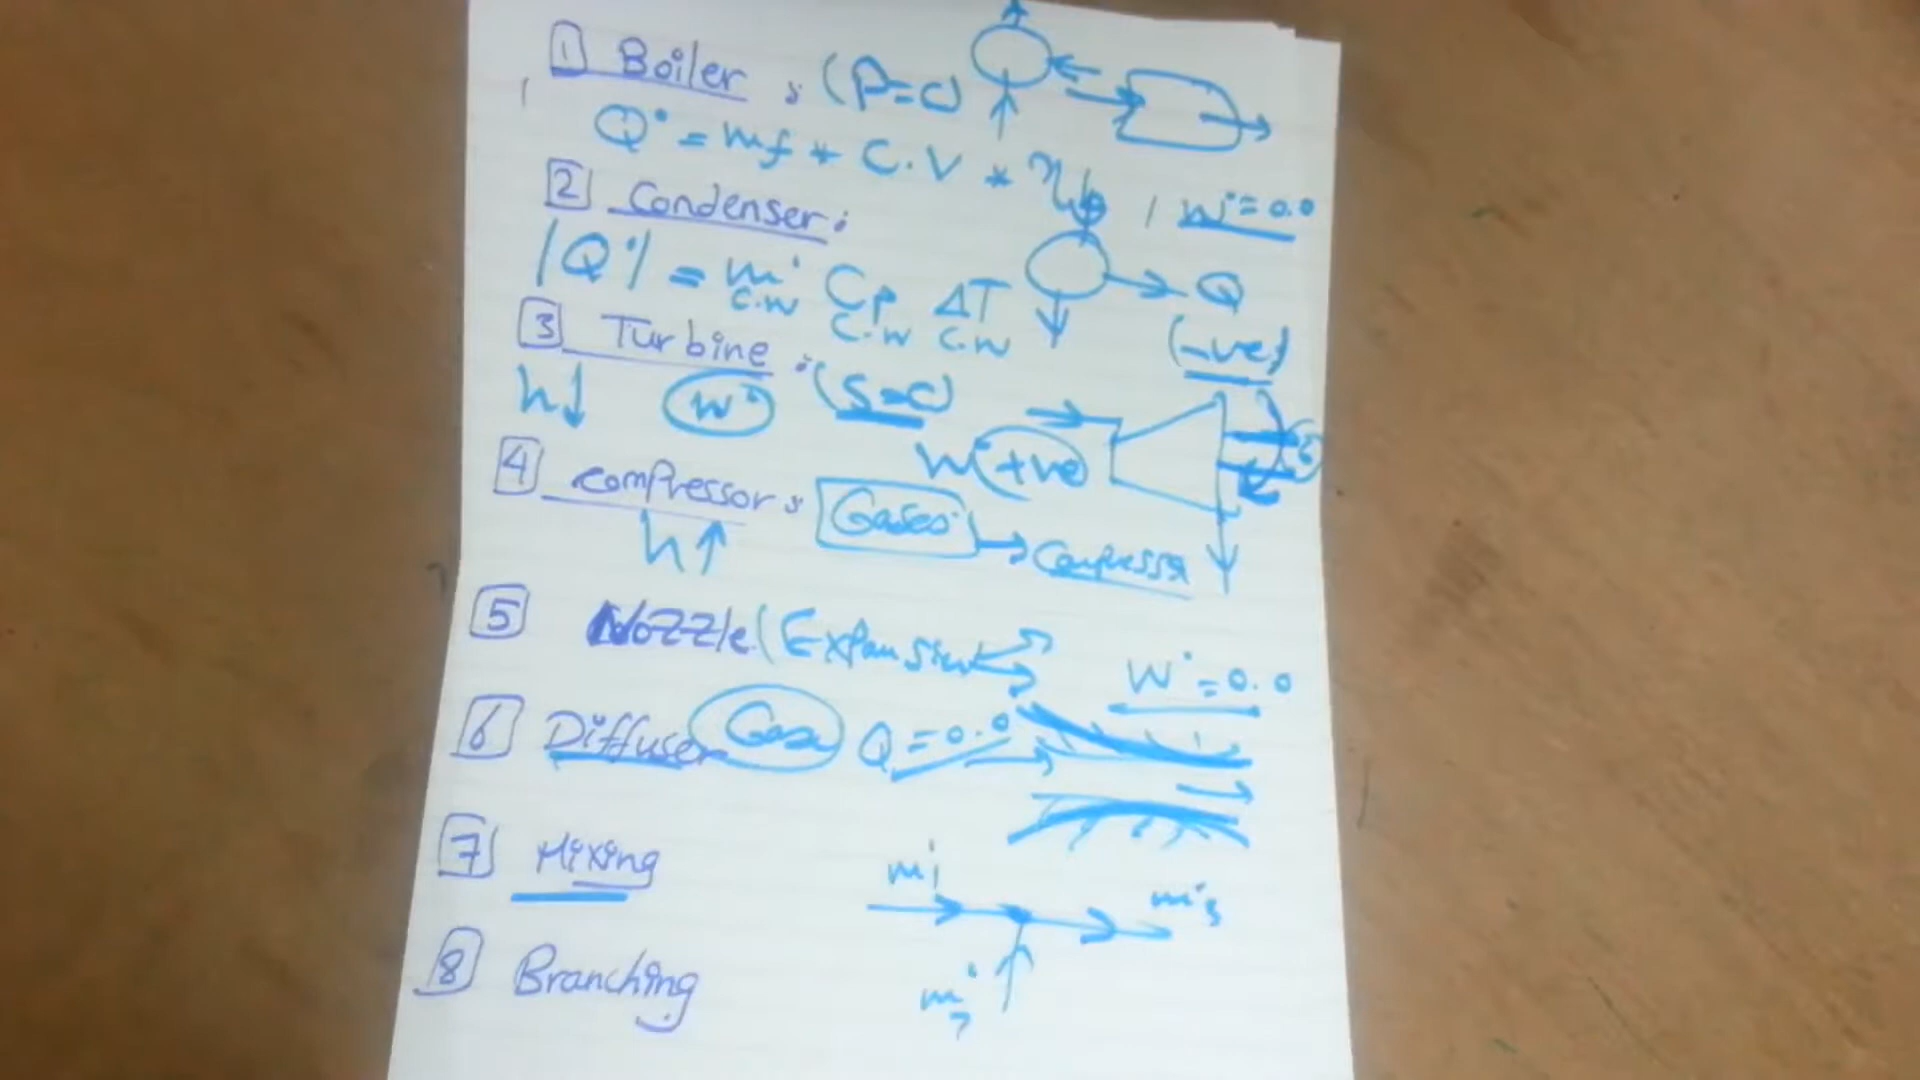 1 Boiler : (P=C)
Q° = mf * C.V * ηB
W° = 0.0
2 Condenser :
|Q°| = m° c.w Cp c.w ΔT c.w
Q (-ve)
3 Turbine : (S=C)
h↓ W°
W (+ve)
4 compressor :
Gases → Compressor
h↑
5 Nozzle (Expansion
W° = 0.0
6 Diffuser Q = 0.0
7 Mixing
m°1
m°3
m°2
8 Branching